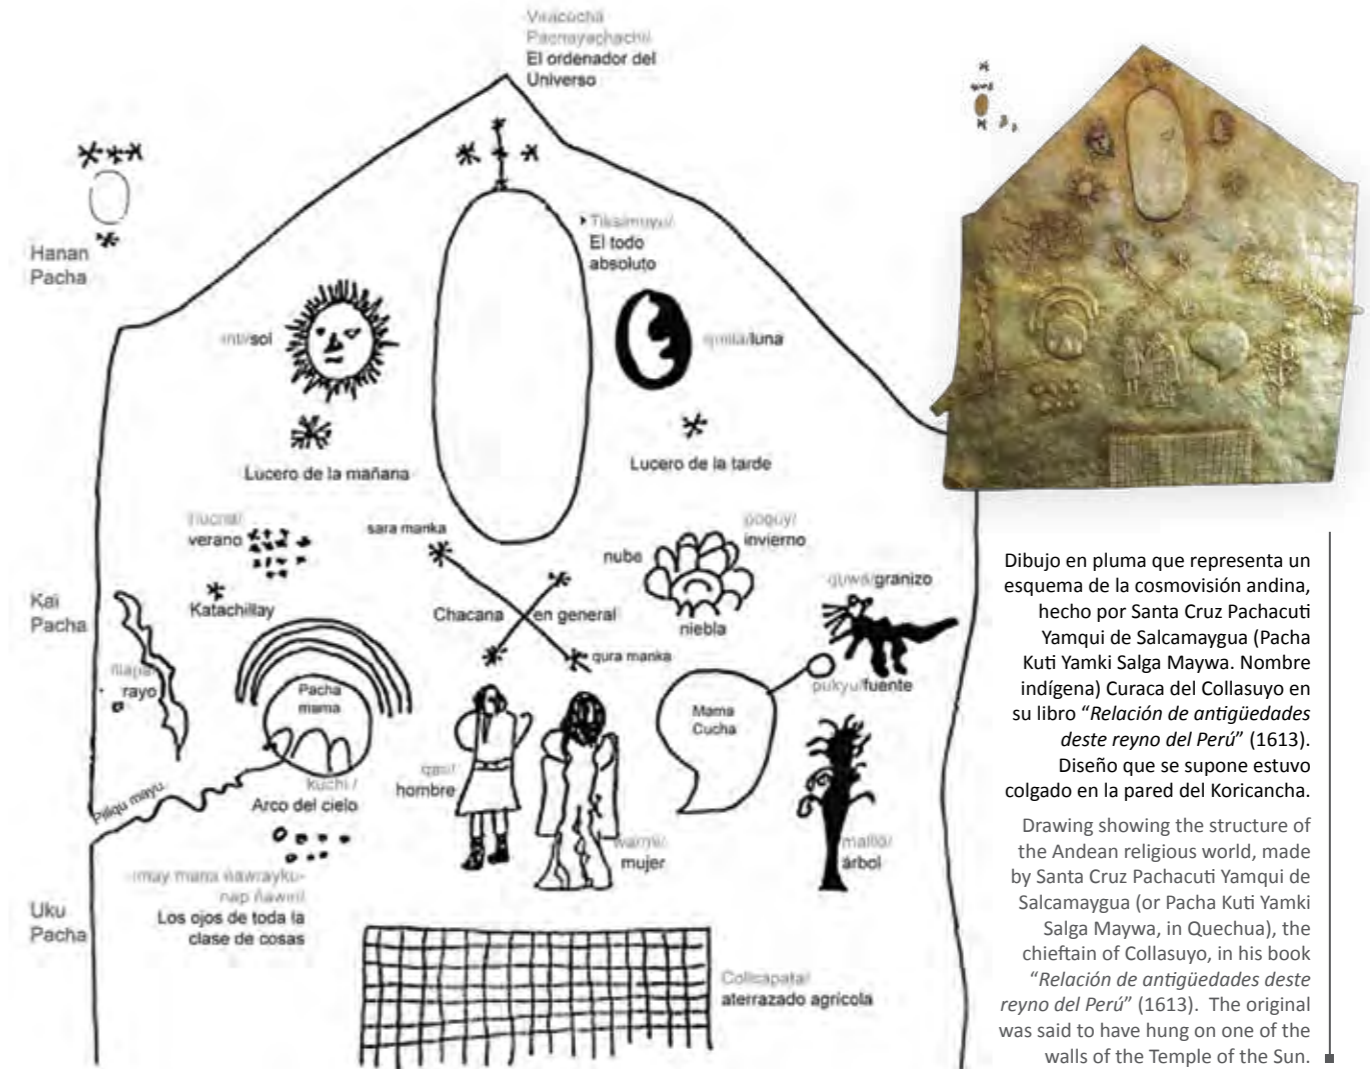 Viracocha
Pachayachachi/
El ordenador del
Universo
Hanan
Pacha
Tiksimuyu/
El todo
absoluto
inti/sol
quilla/luna
Lucero de la mañana
Lucero de la tarde
verano
sara manka
poquy/
invierno
nube
Katachillay
Chacana en general
niebla
granizo
Kai
Pacha
qura manka
rayo
Pacha
mama
Mama
Cucha
pukyu/fuente
hombre
kuchi /
Arco del cielo
Pillqu mayu.
warmi/
mujer
mallki/
árbol
Uku
Pacha
Los ojos de toda la
clase de cosas
Collcapata/
aterrazado agrícola
Dibujo en pluma que representa un
esquema de la cosmovisión andina,
hecho por Santa Cruz Pachacuti
Yamqui de Salcamaygua (Pacha
Kuti Yamki Salga Maywa. Nombre
indígena) Curaca del Collasuyo en
su libro “Relación de antigüedades
deste reyno del Perú” (1613).
Diseño que se supone estuvo
colgado en la pared del Koricancha.
Drawing showing the structure of
the Andean religious world, made
by Santa Cruz Pachacuti Yamqui de
Salcamaygua (or Pacha Kuti Yamki
Salga Maywa, in Quechua), the
chieftain of Collasuyo, in his book
“Relación de antigüedades deste
reyno del Perú” (1613). The original
was said to have hung on one of the
walls of the Temple of the Sun.